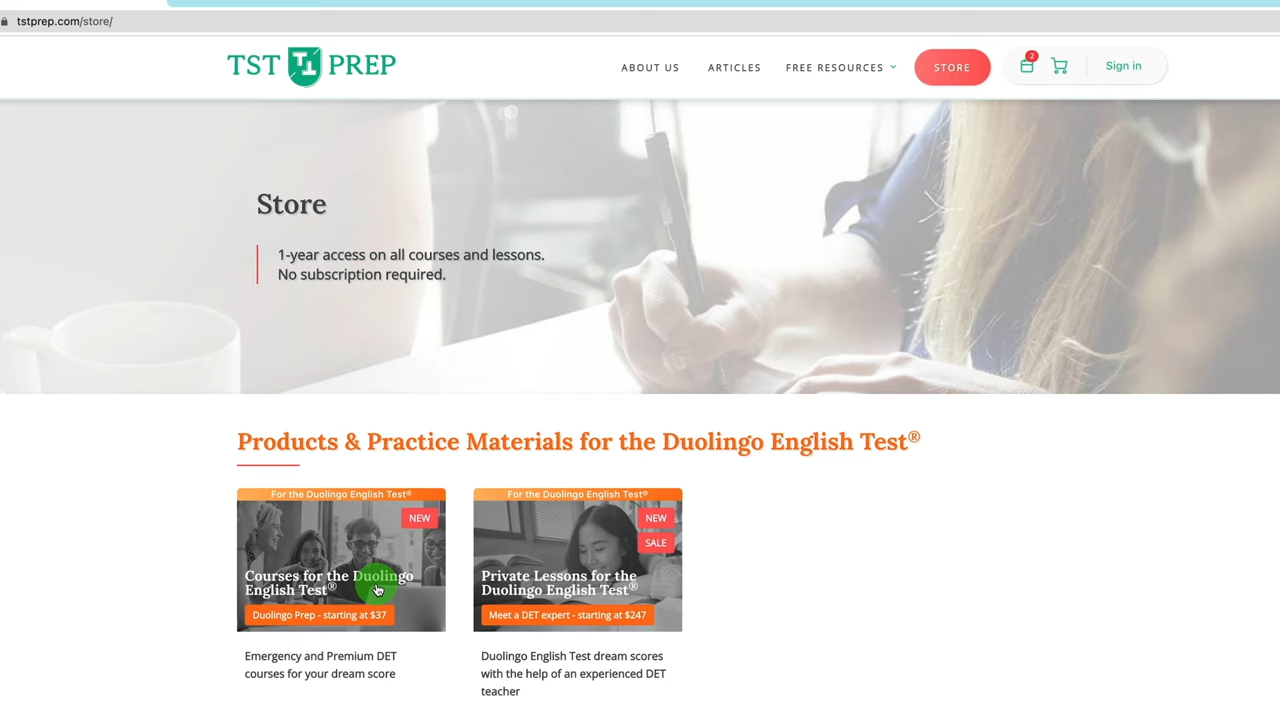 tstprep.com/store/
TST PREP
ABOUT US
ARTICLES
FREE RESOURCES
STORE
2
Sign in
Store
1-year access on all courses and lessons.
No subscription required.
Products & Practice Materials for the Duolingo English Test®
For the Duolingo English Test®
NEW
Courses for the Duolingo
English Test®
Duolingo Prep - starting at $37
Emergency and Premium DET
courses for your dream score
For the Duolingo English Test®
NEW
SALE
Private Lessons for the
Duolingo English Test®
Meet a DET expert - starting at $247
Duolingo English Test dream scores
with the help of an experienced DET
teacher